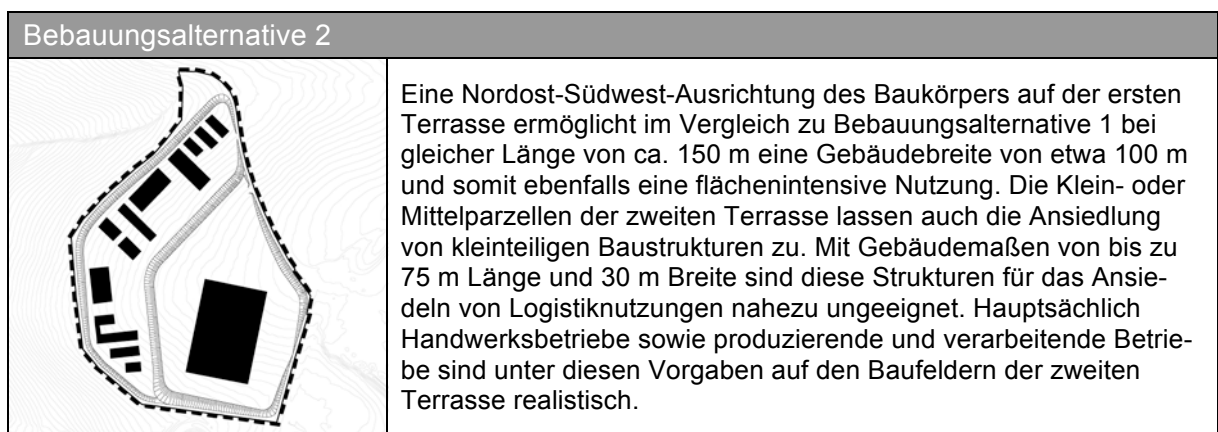 Bebauungsalternative 2
Eine Nordost-Südwest-Ausrichtung des Baukörpers auf der ersten
Terrasse ermöglicht im Vergleich zu Bebauungsalternative 1 bei
gleicher Länge von ca. 150 m eine Gebäudebreite von etwa 100 m
und somit ebenfalls eine flächenintensive Nutzung. Die Klein- oder
Mittelparzellen der zweiten Terrasse lassen auch die Ansiedlung
von kleinteiligen Baustrukturen zu. Mit Gebäudemaßen von bis zu
75 m Länge und 30 m Breite sind diese Strukturen für das Ansie-
deln von Logistiknutzungen nahezu ungeeignet. Hauptsächlich
Handwerksbetriebe sowie produzierende und verarbeitende Betrie-
be sind unter diesen Vorgaben auf den Baufeldern der zweiten
Terrasse realistisch.